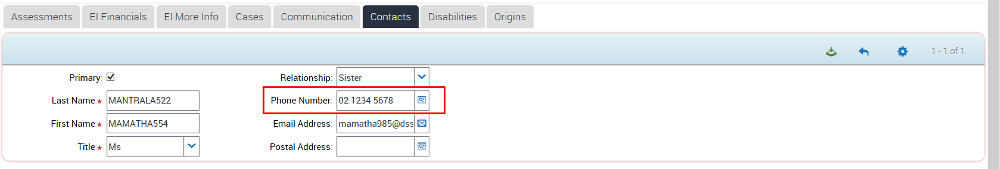 Assessments EI Financials EI More Info Cases Communication Contacts Disabilities Origins
1 - 1 of 1
Primary: Relationship: Sister
Last Name:★ MANTRALA522 Phone Number: 02 1234 5678
First Name:★ MAMATHA554 Email Address: mamatha985@dss
Title:★ Ms Postal Address: